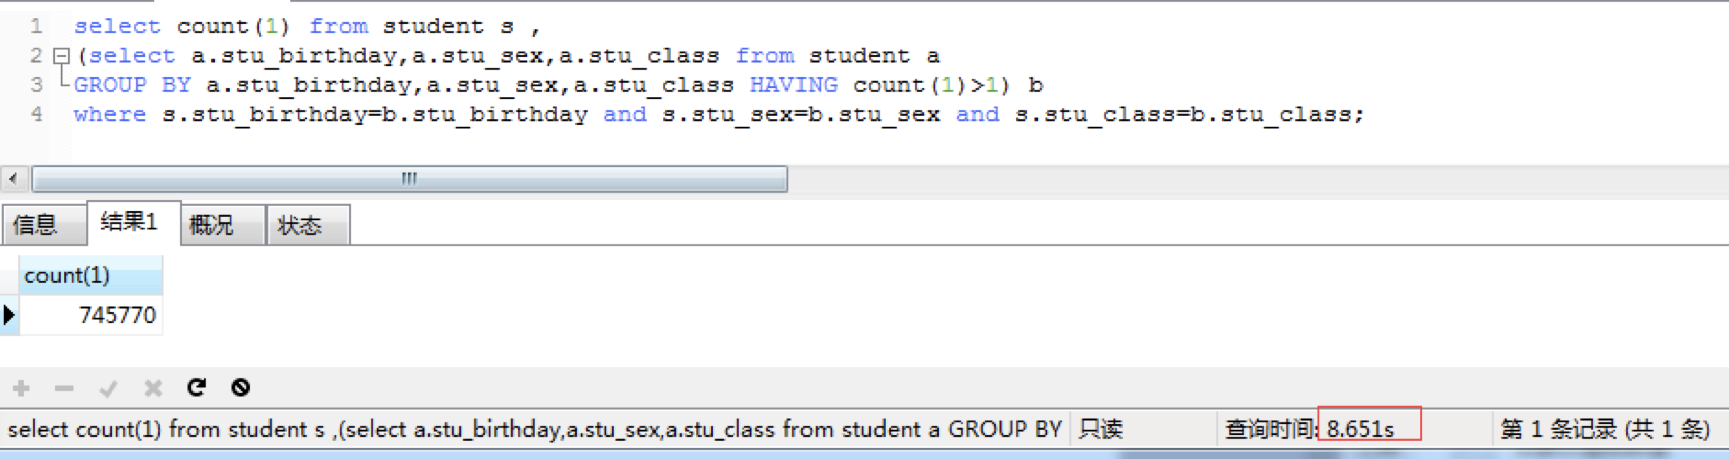 1 select count(1) from student s ,
2 (select a.stu_birthday,a.stu_sex,a.stu_class from student a
3 GROUP BY a.stu_birthday,a.stu_sex,a.stu_class HAVING count(1)>1) b
4 where s.stu_birthday=b.stu_birthday and s.stu_sex=b.stu_sex and s.stu_class=b.stu_class;
信息 结果1 概况 状态
count(1)
745770
select count(1) from student s ,(select a.stu_birthday,a.stu_sex,a.stu_class from student a GROUP BY 只读 查询时间: 8.651s 第 1 条记录 (共 1 条)